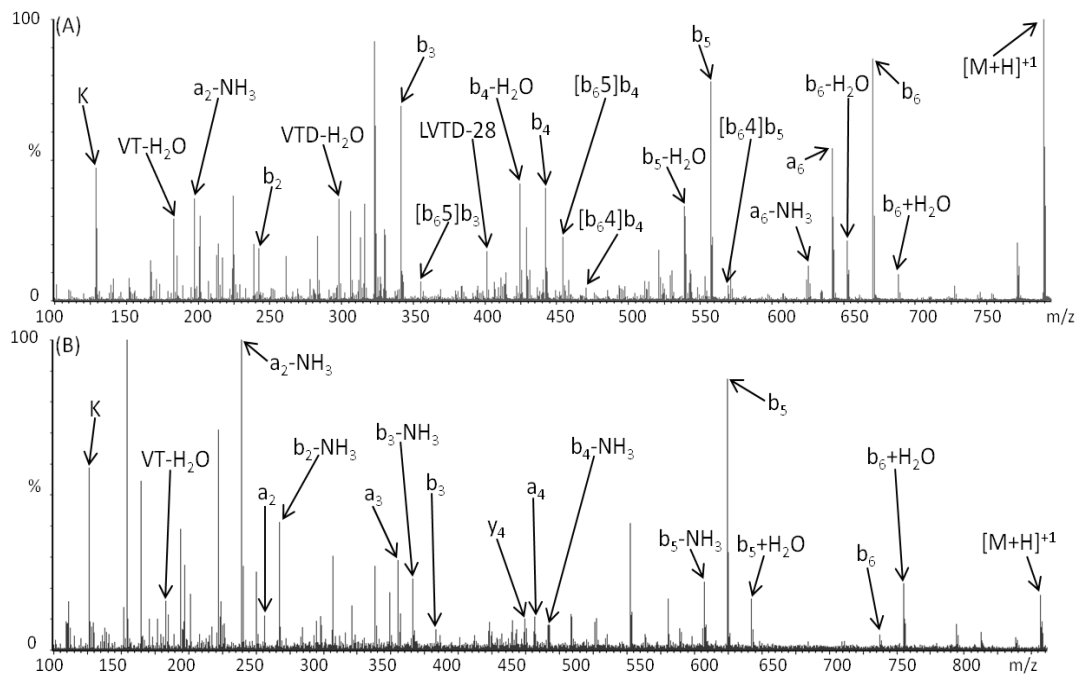 100
(A)
b₃
b₅
[M+H]⁺¹
K
a₂-NH₃
b₄-H₂O
[b₆5]b₄
b₆-H₂O
b₆
VT-H₂O
VTD-H₂O
LVTD-28
b₄
%
b₂
b₅-H₂O
[b₆4]b₅
a₆
[b₆5]b₃
[b₆4]b₄
a₆-NH₃
b₆+H₂O
0
100 150 200 250 300 350 400 450 500 550 600 650 700 750 m/z
100
(B)
a₂-NH₃
K
b₅
b₃-NH₃
b₂-NH₃
b₄-NH₃
VT-H₂O
b₆+H₂O
%
a₂
a₃
b₃
a₄
y₄
b₅-NH₃
b₅+H₂O
b₆
[M+H]⁺¹
0
100 150 200 250 300 350 400 450 500 550 600 650 700 750 800 m/z